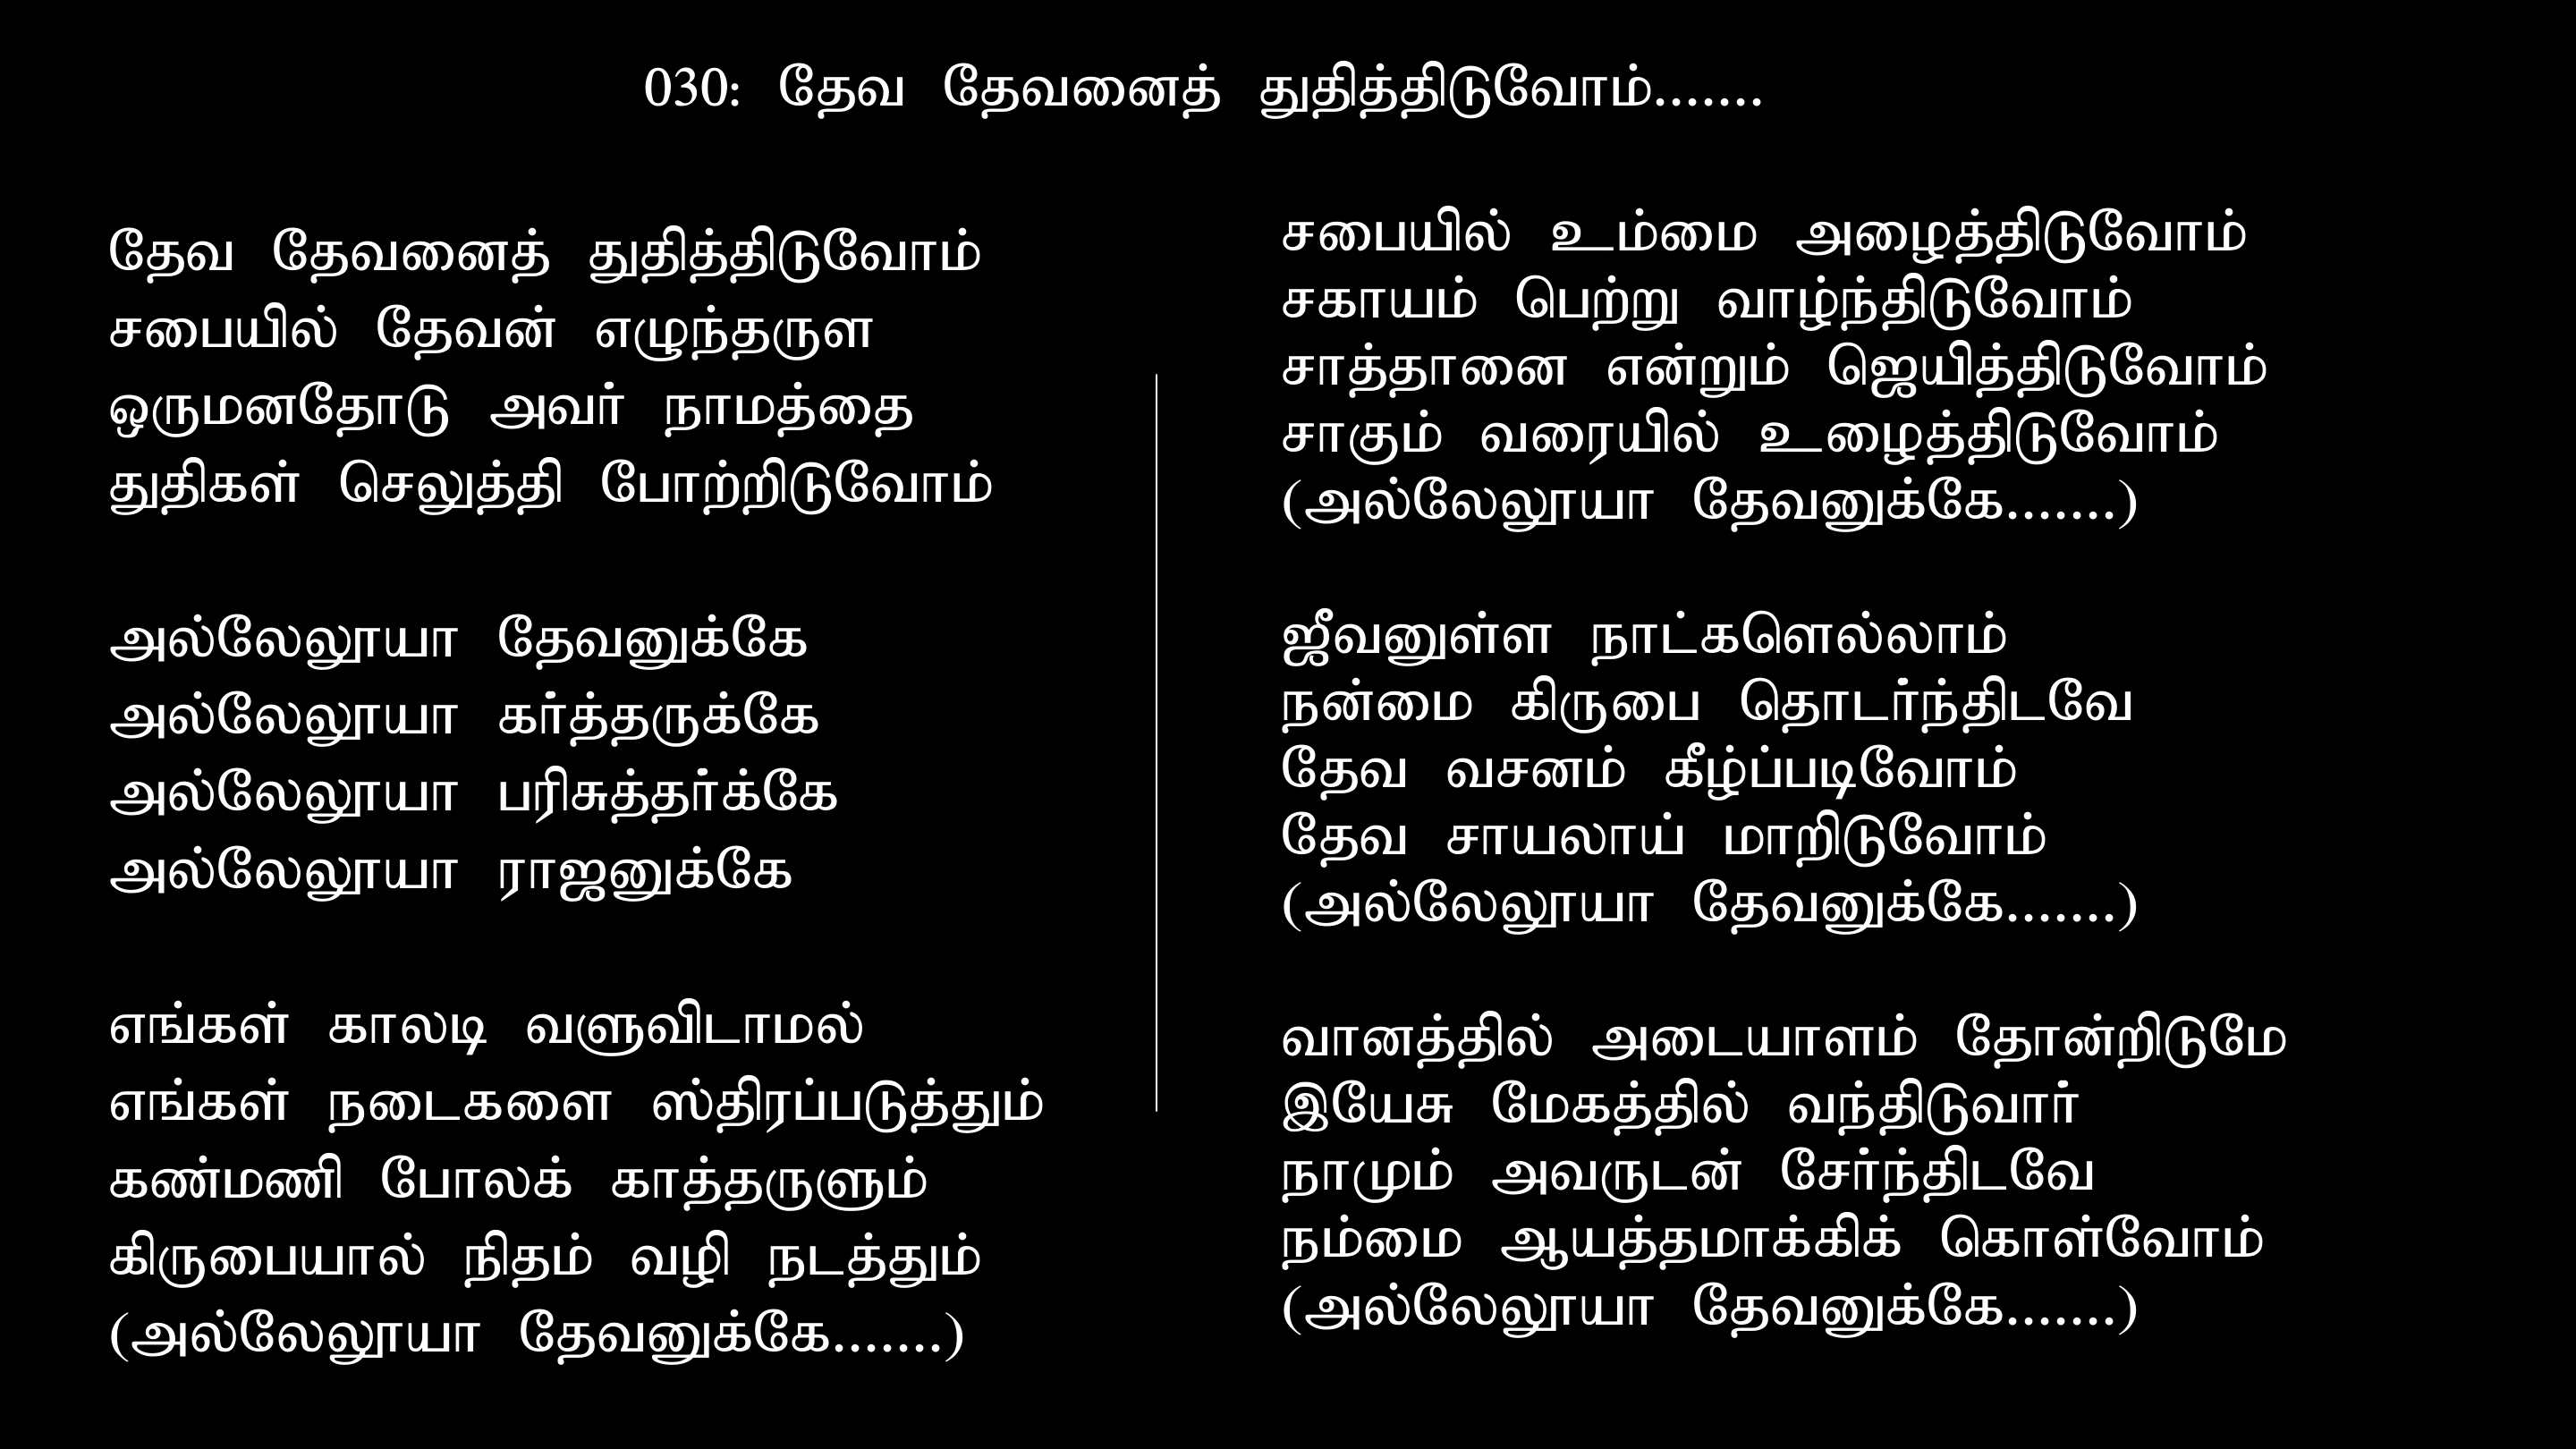 030: தேவ தேவனைத் துதித்திடுவோம்.......
தேவ தேவனைத் துதித்திடுவோம்
சபையில் தேவன் எழுந்தருள
ஒருமனதோடு அவர் நாமத்தை
துதிகள் செலுத்தி போற்றிடுவோம்
அல்லேலூயா தேவனுக்கே
அல்லேலூயா கர்த்தருக்கே
அல்லேலூயா பரிசுத்தர்க்கே
அல்லேலூயா ராஜனுக்கே
எங்கள் காலடி வளுவிடாமல்
எங்கள் நடைகளை ஸ்திரப்படுத்தும்
கண்மணி போலக் காத்தருளும்
கிருபையால் நிதம் வழி நடத்தும்
(அல்லேலூயா தேவனுக்கே.......)
சபையில் உம்மை அழைத்திடுவோம்
சகாயம் பெற்று வாழ்ந்திடுவோம்
சாத்தானை என்றும் ஜெயித்திடுவோம்
சாகும் வரையில் உழைத்திடுவோம்
(அல்லேலூயா தேவனுக்கே.......)
ஜீவனுள்ள நாட்களெல்லாம்
நன்மை கிருபை தொடர்ந்திடவே
தேவ வசனம் கீழ்ப்படிவோம்
தேவ சாயலாய் மாறிடுவோம்
(அல்லேலூயா தேவனுக்கே.......)
வானத்தில் அடையாளம் தோன்றிடுமே
இயேசு மேகத்தில் வந்திடுவார்
நாமும் அவருடன் சேர்ந்திடவே
நம்மை ஆயத்தமாக்கிக் கொள்வோம்
(அல்லேலூயா தேவனுக்கே.......)